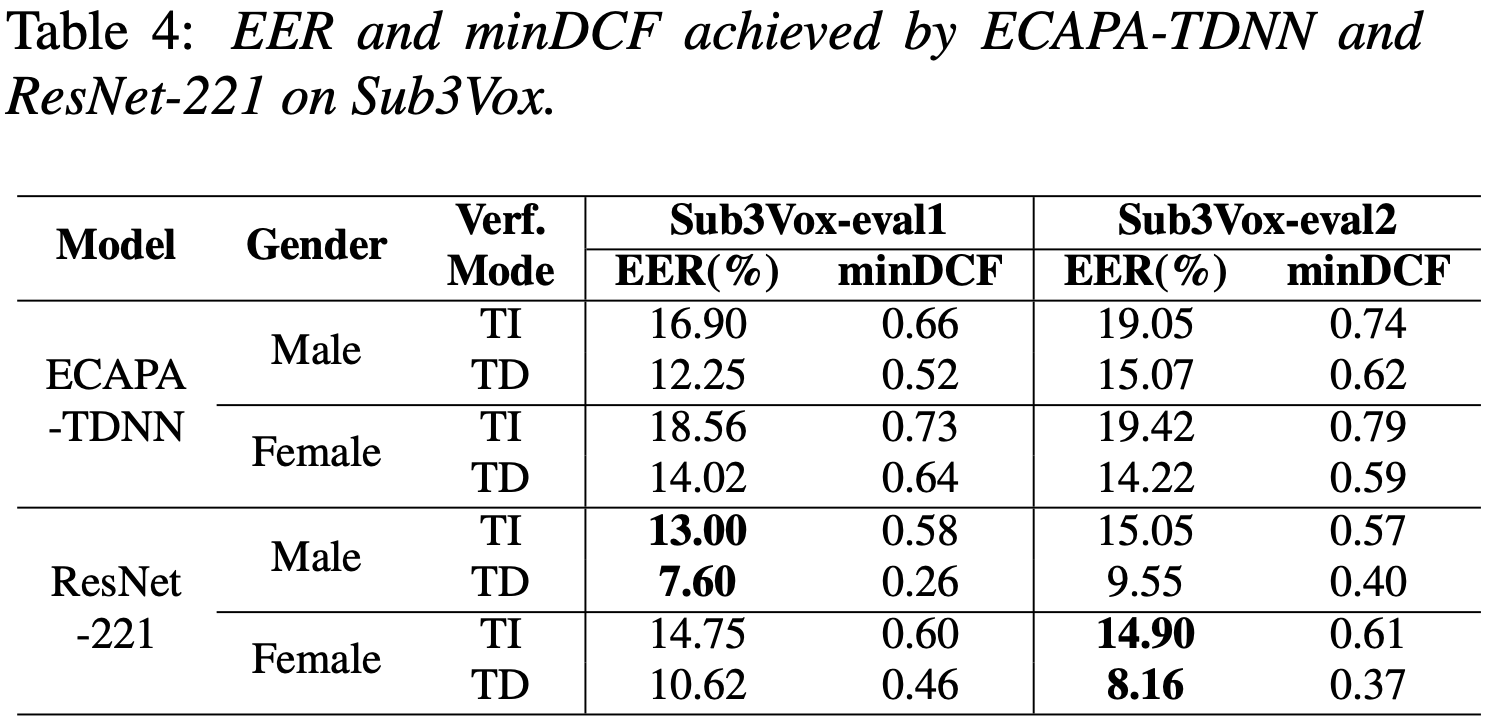 Table 4: EER and minDCF achieved by ECAPA-TDNN and
ResNet-221 on Sub3Vox.
Model Gender Verf. Mode Sub3Vox-eval1 Sub3Vox-eval2
EER(%) minDCF EER(%) minDCF
ECAPA
-TDNN
Male
TI 16.90 0.66 19.05 0.74
TD 12.25 0.52 15.07 0.62
Female
TI 18.56 0.73 19.42 0.79
TD 14.02 0.64 14.22 0.59
ResNet
-221
Male
TI 13.00 0.58 15.05 0.57
TD 7.60 0.26 9.55 0.40
Female
TI 14.75 0.60 14.90 0.61
TD 10.62 0.46 8.16 0.37